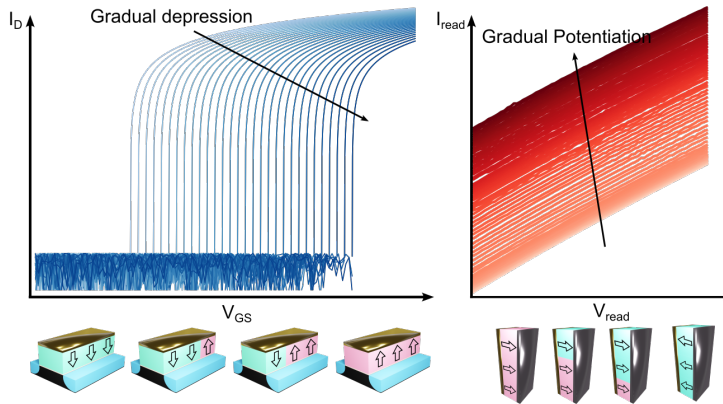 I_D
Gradual depression
V_GS
I_read
Gradual Potentiation
V_read